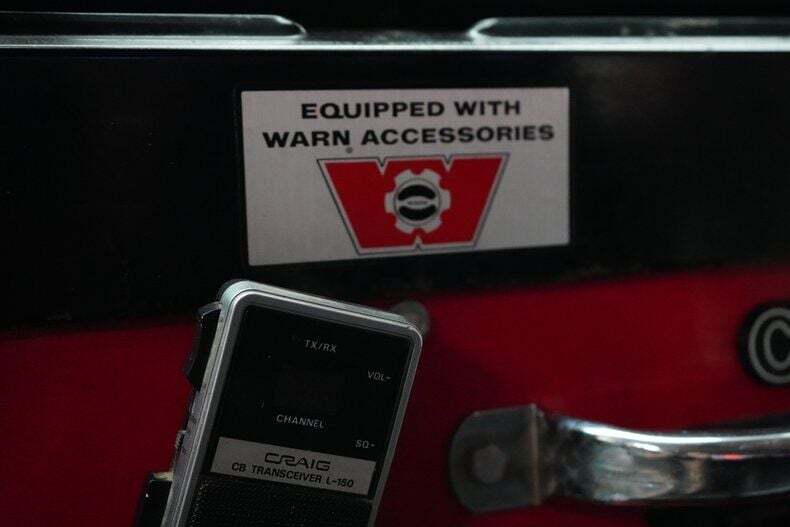 EQUIPPED WITH
WARN ACCESSORIES
TX/RX
VOL-
CHANNEL
SQ-
CRAIG
CB TRANSCEIVER L-150
C